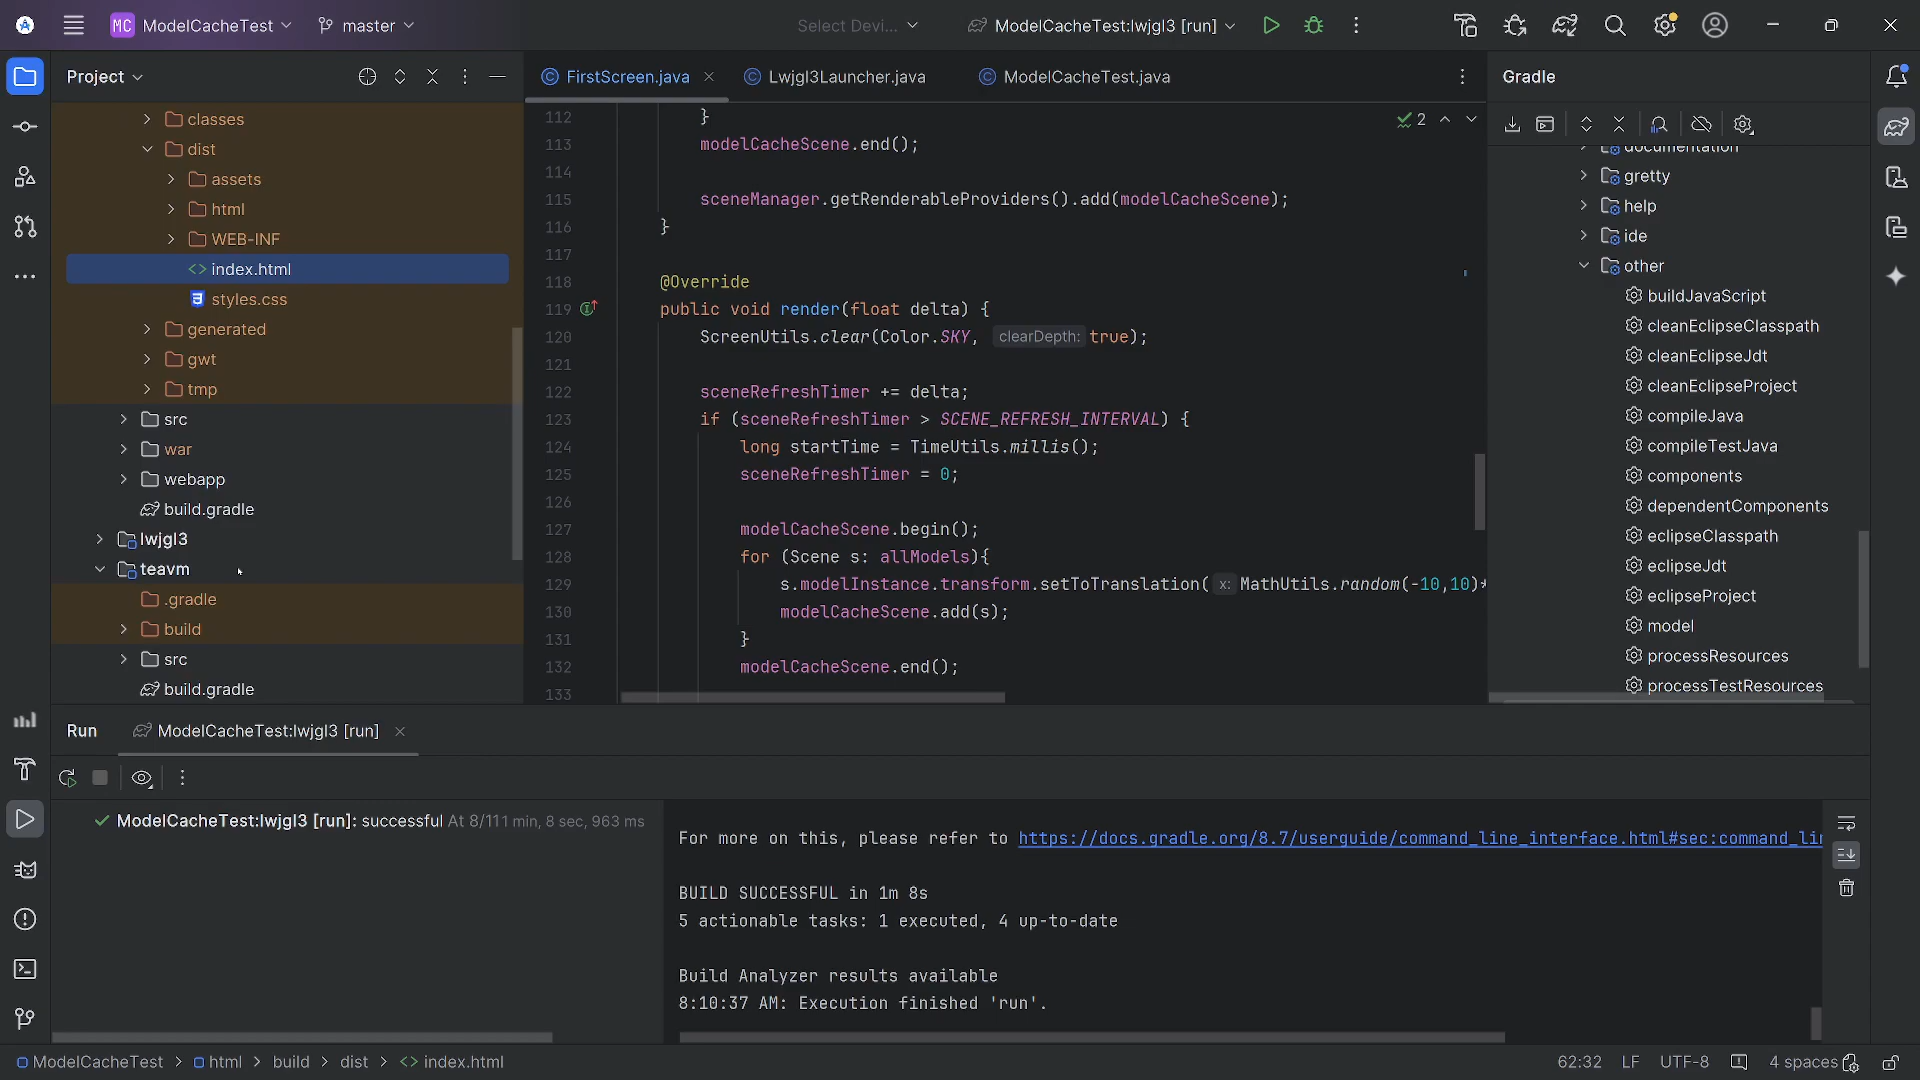 MC ModelCacheTest master Select Devi... ModelCacheTest:lwjgl3 [run]
Project
classes
dist
assets
html
WEB-INF
index.html
styles.css
generated
gwt
tmp
src
war
webapp
build.gradle
lwjgl3
teavm
.gradle
build
src
build.gradle
FirstScreen.java Lwjgl3Launcher.java ModelCacheTest.java
2
112 }
113 modelCacheScene.end();
114
115 sceneManager.getRenderableProviders().add(modelCacheScene);
116 }
117
118 @Override
119 public void render(float delta) {
120 ScreenUtils.clear(Color.SKY, clearDepth: true);
121
122 sceneRefreshTimer += delta;
123 if (sceneRefreshTimer > SCENE_REFRESH_INTERVAL) {
124 long startTime = TimeUtils.millis();
125 sceneRefreshTimer = 0;
126
127 modelCacheScene.begin();
128 for (Scene s: allModels){
129 s.modelInstance.transform.setToTranslation( x: MathUtils.random(-10,10)*
130 modelCacheScene.add(s);
131 }
132 modelCacheScene.end();
133
Gradle
documentation
gretty
help
ide
other
buildJavaScript
cleanEclipseClasspath
cleanEclipseJdt
cleanEclipseProject
compileJava
compileTestJava
components
dependentComponents
eclipseClasspath
eclipseJdt
eclipseProject
model
processResources
processTestResources
Run ModelCacheTest:lwjgl3 [run]
ModelCacheTest:lwjgl3 [run]: successful At 8/11 1 min, 8 sec, 963 ms
For more on this, please refer to https://docs.gradle.org/8.7/userguide/command_line_interface.html#sec:command_li
BUILD SUCCESSFUL in 1m 8s
5 actionable tasks: 1 executed, 4 up-to-date
Build Analyzer results available
8:10:37 AM: Execution finished 'run'.
ModelCacheTest > html > build > dist > index.html
62:32 LF UTF-8 4 spaces